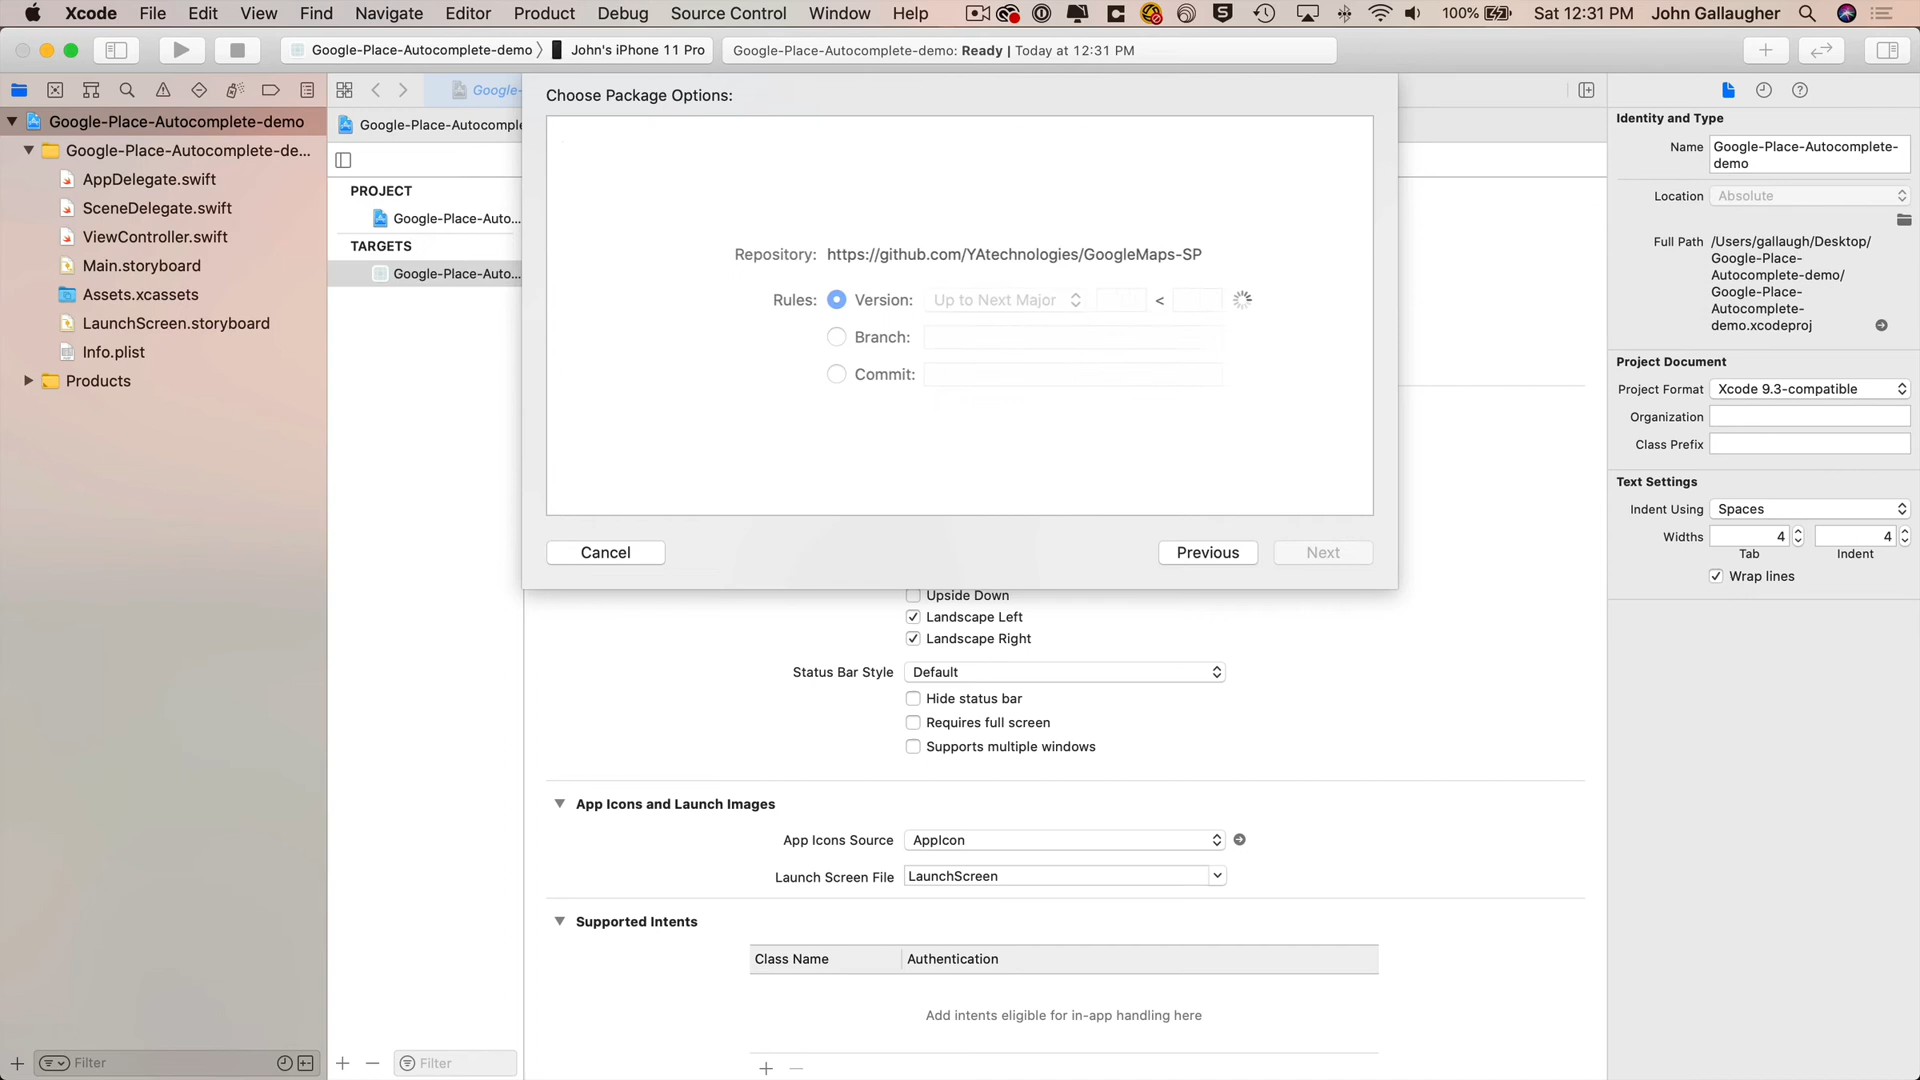 Xcode File Edit View Find Navigate Editor Product Debug Source Control Window Help 100% Sat 12:31 PM John Gallaugher
Google-Place-Autocomplete-demo John's iPhone 11 Pro Google-Place-Autocomplete-demo: Ready | Today at 12:31 PM
Google-Place-Autocomplete-demo
Google-Place-Autocomplete-de...
AppDelegate.swift
SceneDelegate.swift
ViewController.swift
Main.storyboard
Assets.xcassets
LaunchScreen.storyboard
Info.plist
Products
Filter
Google-
Google-Place-Autocomple
PROJECT
Google-Place-Auto...
TARGETS
Google-Place-Auto...
Filter
Choose Package Options:
Repository: https://github.com/YAtechnologies/GoogleMaps-SP
Rules: Version: Up to Next Major <
Branch:
Commit:
Cancel Previous Next
Upside Down
Landscape Left
Landscape Right
Status Bar Style Default
Hide status bar
Requires full screen
Supports multiple windows
App Icons and Launch Images
App Icons Source AppIcon
Launch Screen File LaunchScreen
Supported Intents
Class Name Authentication
Add intents eligible for in-app handling here
Identity and Type
Name Google-Place-Autocomplete-
demo
Location Absolute
Full Path /Users/gallaugh/Desktop/
Google-Place-
Autocomplete-demo/
Google-Place-
Autocomplete-
demo.xcodeproj
Project Document
Project Format Xcode 9.3-compatible
Organization
Class Prefix
Text Settings
Indent Using Spaces
Widths 4 4
Tab Indent
Wrap lines